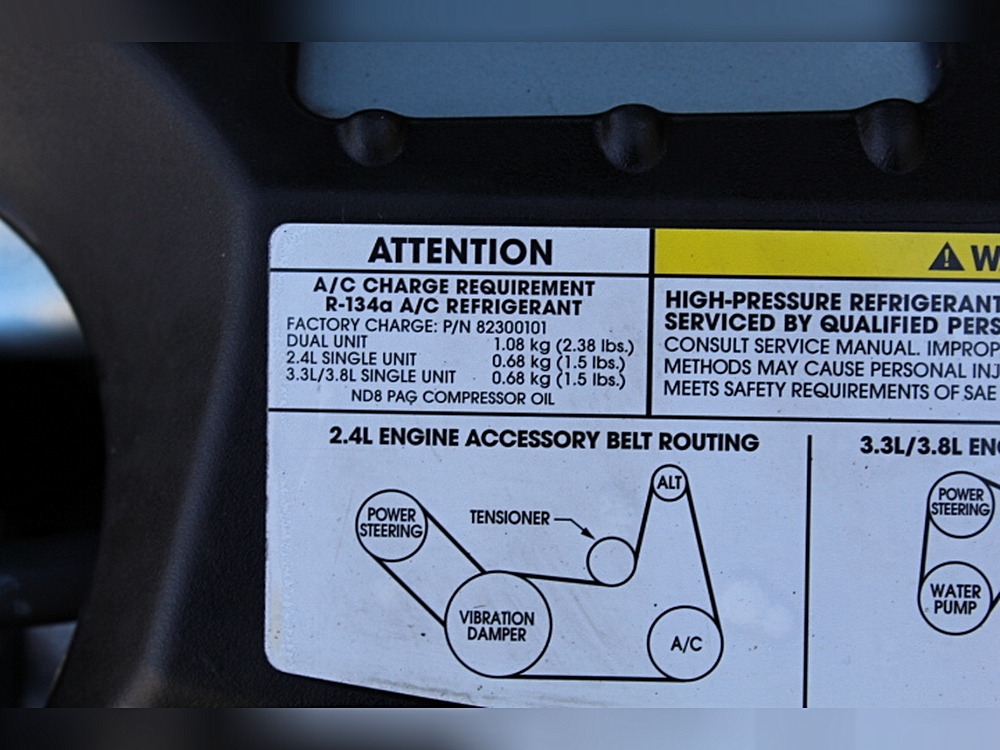 ATTENTION
A/C CHARGE REQUIREMENT
R-134a A/C REFRIGERANT
FACTORY CHARGE: P/N 82300101
DUAL UNIT 1.08 kg (2.38 lbs.)
2.4L SINGLE UNIT 0.68 kg (1.5 lbs.)
3.3L/3.8L SINGLE UNIT 0.68 kg (1.5 lbs.)
ND8 PAG COMPRESSOR OIL
HIGH-PRESSURE REFRIGERANT
SERVICED BY QUALIFIED
CONSULT SERVICE MANUAL.
METHODS MAY CAUSE PERSONAL
MEETS SAFETY REQUIREMENTS OF SAE
2.4L ENGINE ACCESSORY BELT ROUTING
POWER
STEERING
TENSIONER
ALT
VIBRATION
DAMPER
A/C
3.3L/3.8L
POWER
STEERING
WATER
PUMP